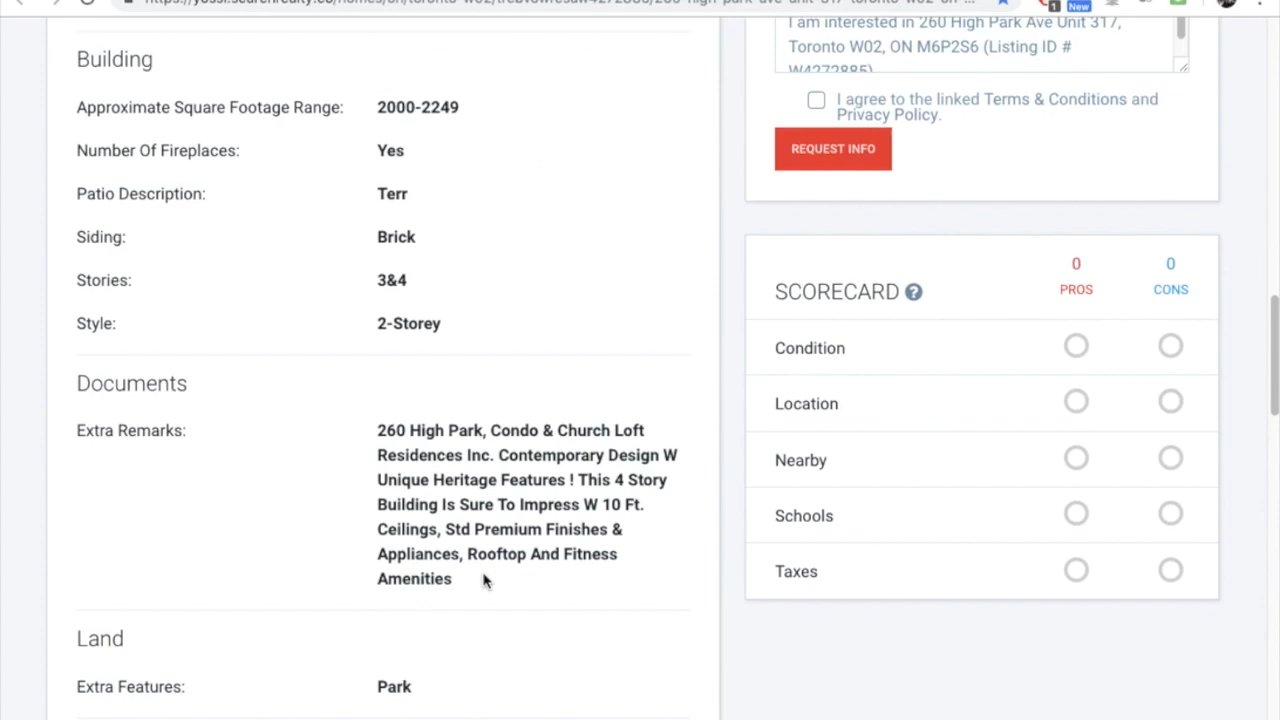 New
1
Building
Approximate Square Footage Range: 2000-2249
Number Of Fireplaces: Yes
Patio Description: Terr
Siding: Brick
Stories: 3&4
Style: 2-Storey
Documents
Extra Remarks: 260 High Park, Condo & Church Loft
Residences Inc. Contemporary Design W
Unique Heritage Features ! This 4 Story
Building Is Sure To Impress W 10 Ft.
Ceilings, Std Premium Finishes &
Appliances, Rooftop And Fitness
Amenities
Land
Extra Features: Park
I am interested in 260 High Park Ave Unit 317,
Toronto W02, ON M6P2S6 (Listing ID #
W4272885)
I agree to the linked Terms & Conditions and
Privacy Policy.
REQUEST INFO
SCORECARD ?
0 0
PROS CONS
Condition
Location
Nearby
Schools
Taxes